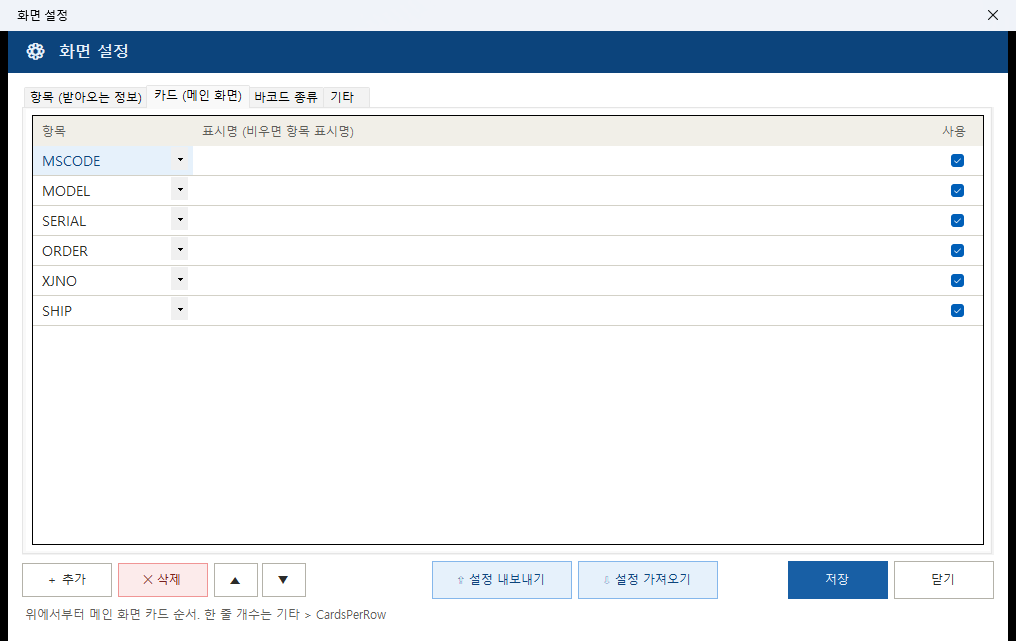 화면 설정
화면 설정
항목 (받아오는 정보) 카드 (메인 화면) 바코드 종류 기타
항목 표시명 (비우면 항목 표시명) 사용
MSCODE
MODEL
SERIAL
ORDER
XJNO
SHIP
+ 추가 × 삭제 ▲ ▼ ⇧ 설정 내보내기 ⇩ 설정 가져오기 저장 닫기
위에서부터 메인 화면 카드 순서. 한 줄 개수는 기타 > CardsPerRow